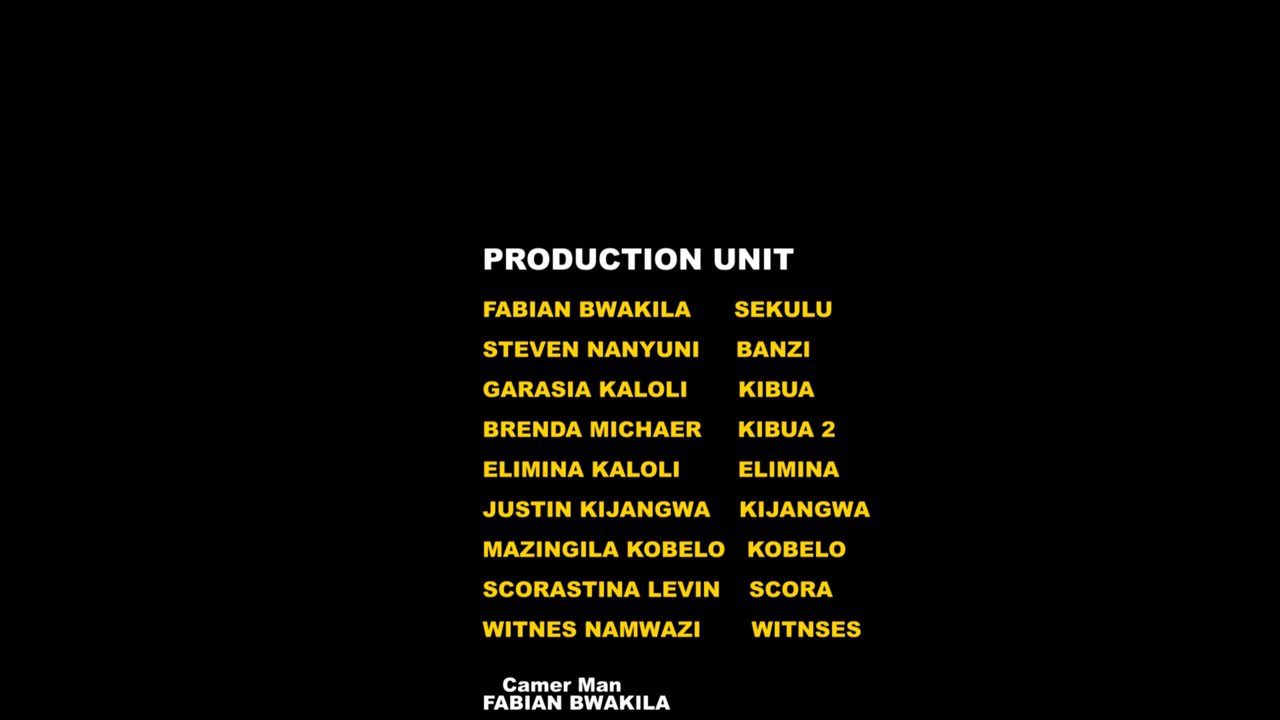 PRODUCTION UNIT
FABIAN BWAKILA SEKULU
STEVEN NANYUNI BANZI
GARASIA KALOLI KIBUA
BRENDA MICHAER KIBUA 2
ELIMINA KALOLI ELIMINA
JUSTIN KIJANGWA KIJANGWA
MAZINGILA KOBELO KOBELO
SCORASTINA LEVIN SCORA
WITNES NAMWAZI WITNSES
Camer Man
FABIAN BWAKILA